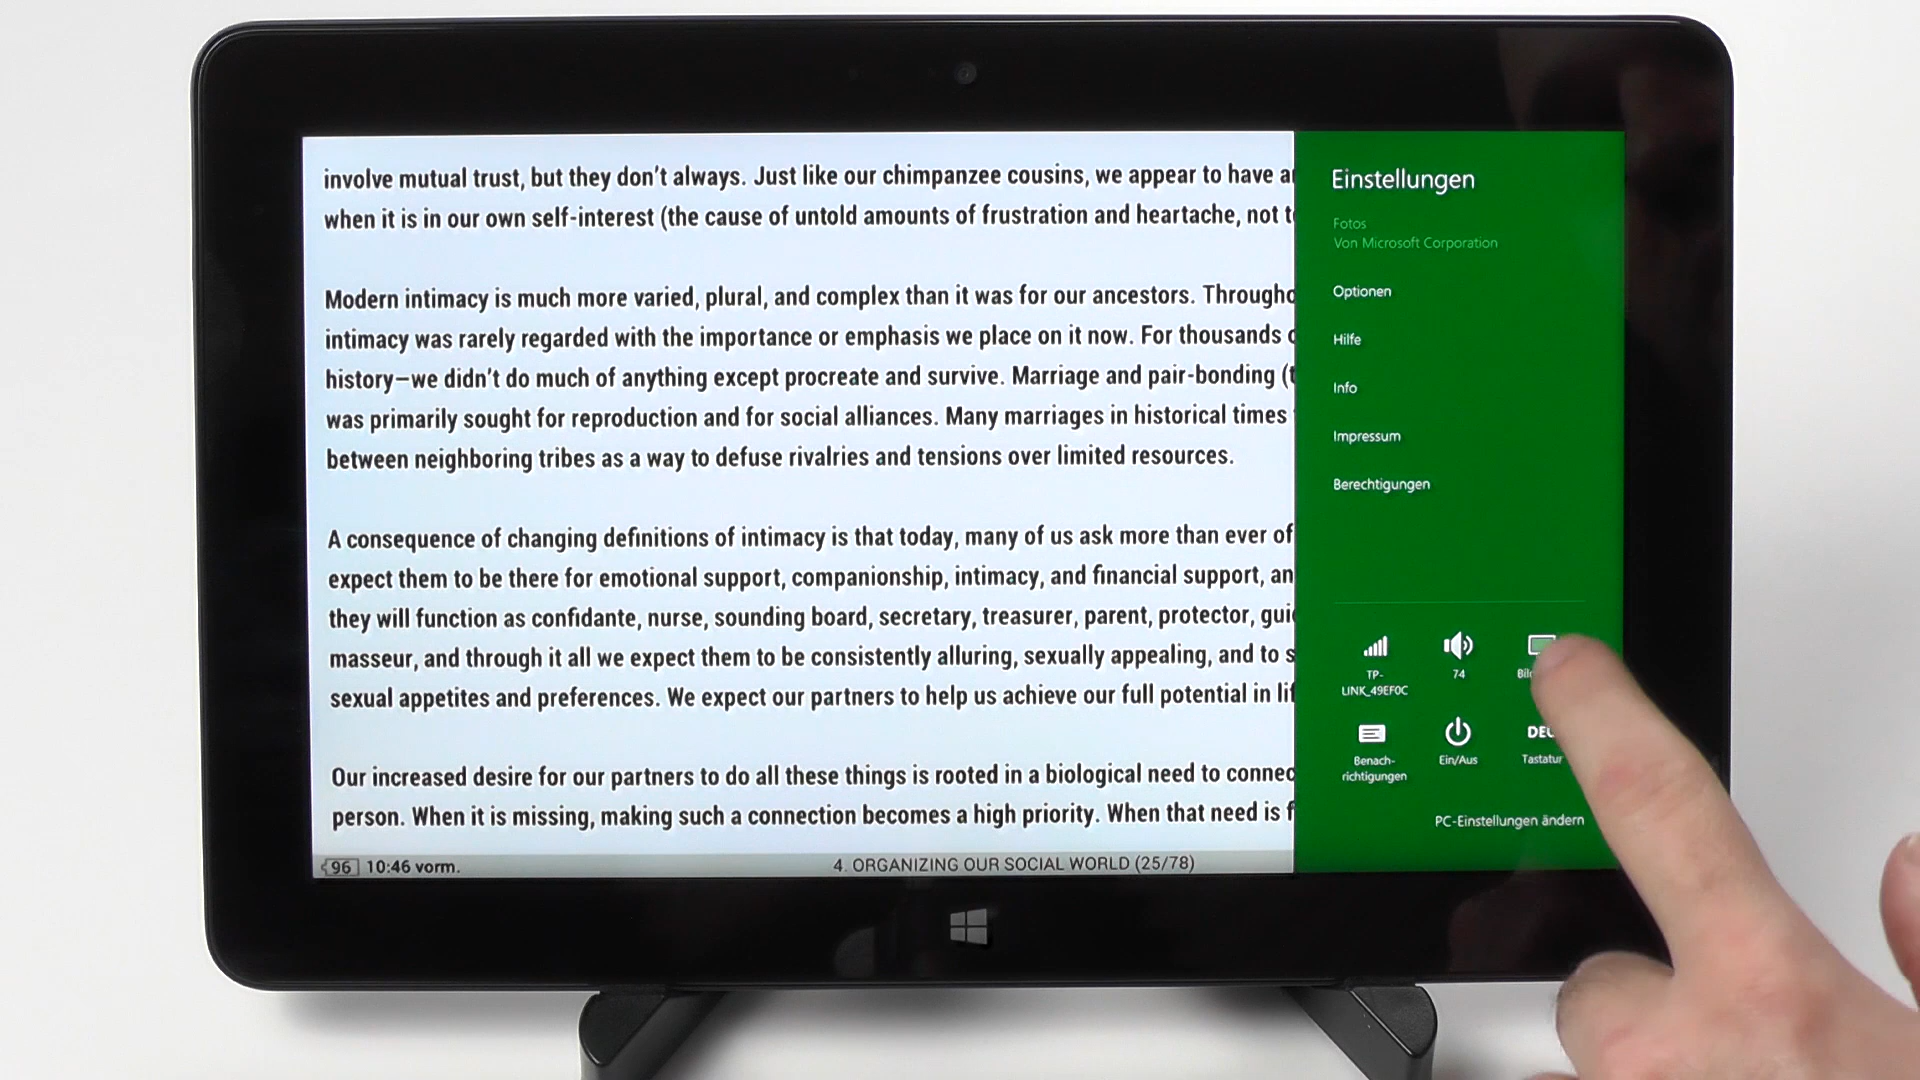 involve mutual trust, but they don't always. Just like our chimpanzee cousins, we appear to have
when it is in our own self-interest (the cause of untold amounts of frustration and heartache, not
Modern intimacy is much more varied, plural, and complex than it was for our ancestors.
intimacy was rarely regarded with the importance or emphasis we place on it now. For thousands
history—we didn't do much of anything except procreate and survive. Marriage and pair-bonding
was primarily sought for reproduction and for social alliances. Many marriages in historical times
between neighboring tribes as a way to defuse rivalries and tensions over limited resources.
A consequence of changing definitions of intimacy is that today, many of us ask more than ever of
expect them to be there for emotional support, companionship, intimacy, and financial support,
they will function as confidante, nurse, sounding board, secretary, treasurer, parent, protector,
masseur, and through it all we expect them to be consistently alluring, sexually appealing, and to
sexual appetites and preferences. We expect our partners to help us achieve our full potential in
Our increased desire for our partners to do all these things is rooted in a biological need to
person. When it is missing, making such a connection becomes a high priority. When that need is
96 10:46 vorm.
4. ORGANIZING OUR SOCIAL WORLD (25/78)
Einstellungen
Fotos
Von Microsoft Corporation
Optionen
Hilfe
Info
Impressum
Berechtigungen
TP-
LINK_49EF0C
74
Benach-
richtigungen
Ein/Aus
DEU
Tastatur
PC-Einstellungen ändern